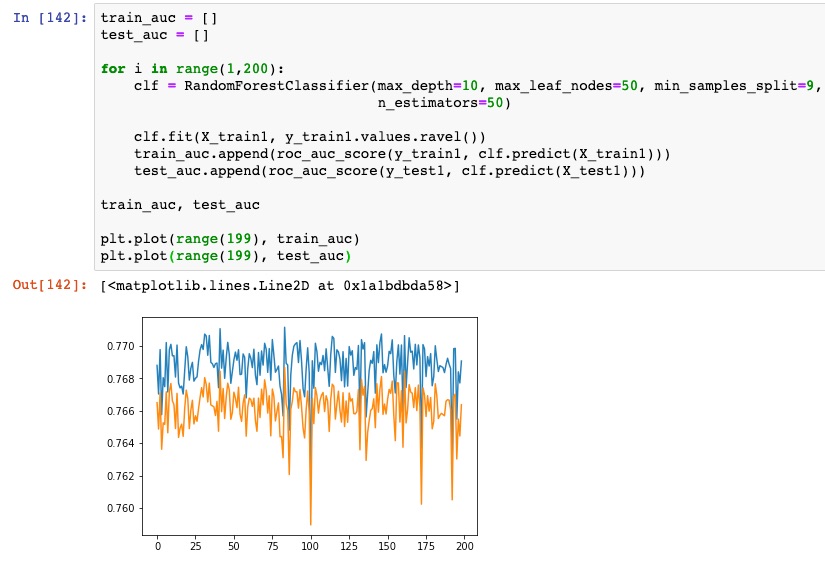 In [142]: train_auc = []
test_auc = []
for i in range(1,200):
clf = RandomForestClassifier(max_depth=10, max_leaf_nodes=50, min_samples_split=9,
n_estimators=50)
clf.fit(X_train1, y_train1.values.ravel())
train_auc.append(roc_auc_score(y_train1, clf.predict(X_train1)))
test_auc.append(roc_auc_score(y_test1, clf.predict(X_test1)))
train_auc, test_auc
plt.plot(range(199), train_auc)
plt.plot(range(199), test_auc)
Out[142]: [<matplotlib.lines.Line2D at 0x1a1bdbda58>]
0.770
0.768
0.766
0.764
0.762
0.760
0 25 50 75 100 125 150 175 200